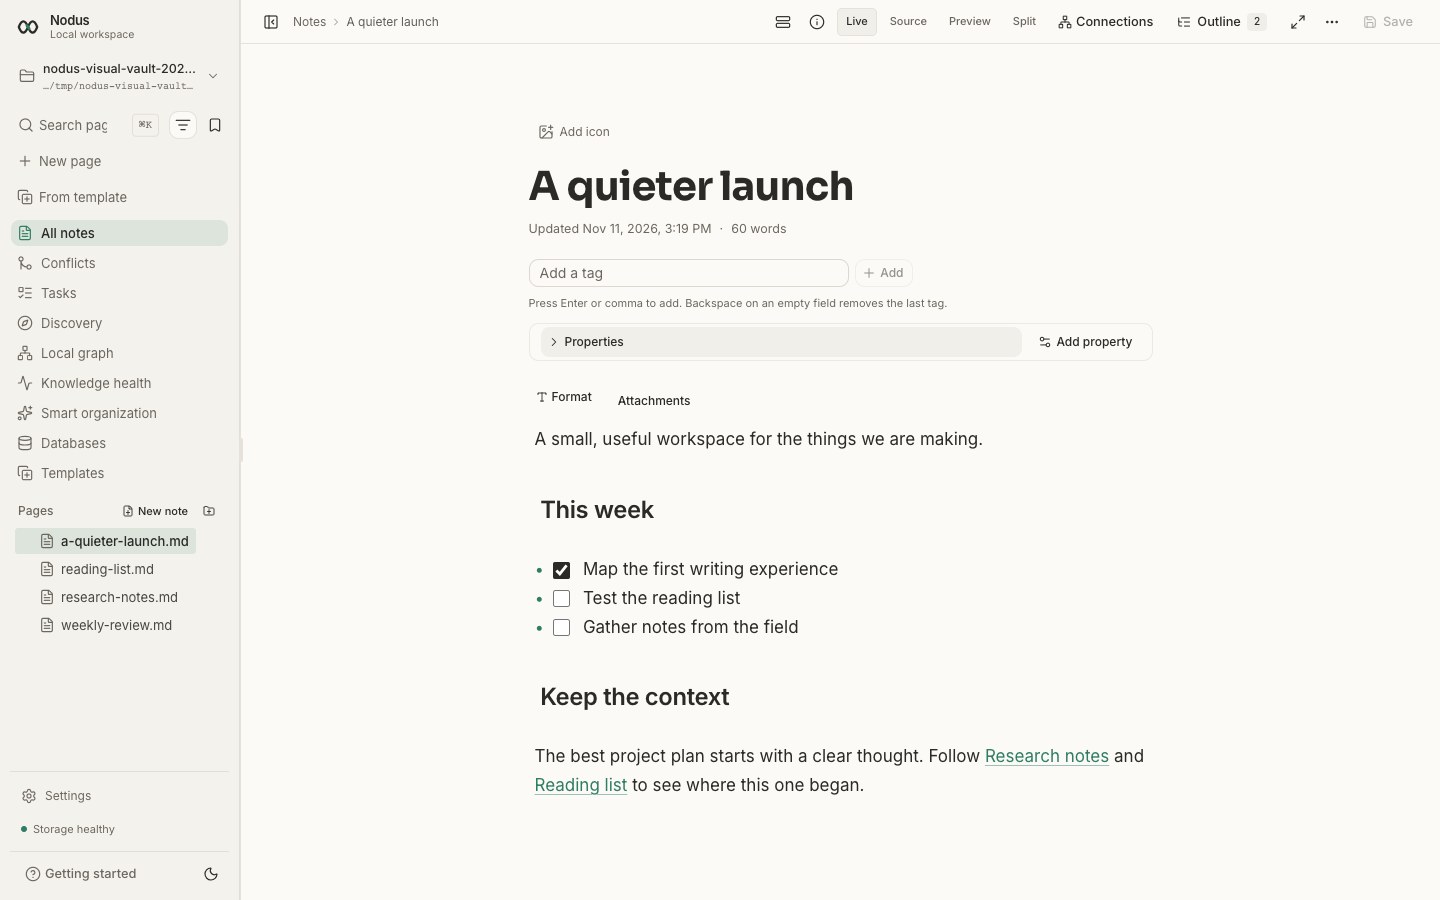 Nodus
Local workspace
nodus-visual-vault-202...
.../tmp/nodus-visual-vault...
Search pag
⌘K
New page
From template
All notes
Conflicts
Tasks
Discovery
Local graph
Knowledge health
Smart organization
Databases
Templates
Pages New note
a-quieter-launch.md
reading-list.md
research-notes.md
weekly-review.md
Settings
Storage healthy
Getting started
Notes > A quieter launch
Live Source Preview Split Connections Outline 2 Save
Add icon
A quieter launch
Updated Nov 11, 2026, 3:19 PM · 60 words
Add a tag
+ Add
Press Enter or comma to add. Backspace on an empty field removes the last tag.
Properties
Add property
Format Attachments
A small, useful workspace for the things we are making.
This week
Map the first writing experience
Test the reading list
Gather notes from the field
Keep the context
The best project plan starts with a clear thought. Follow Research notes and
Reading list to see where this one began.